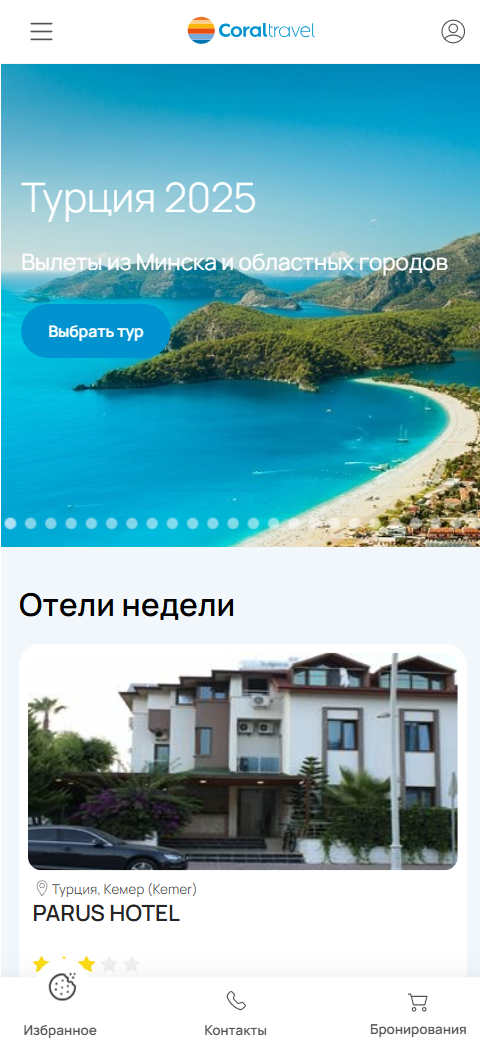 Coraltravel
Турция 2025
Вылеты из Минска и областных городов
Выбрать тур
Отели недели
Турция, Кемер (Kemer)
PARUS HOTEL
Избранное
Контакты
Бронирования